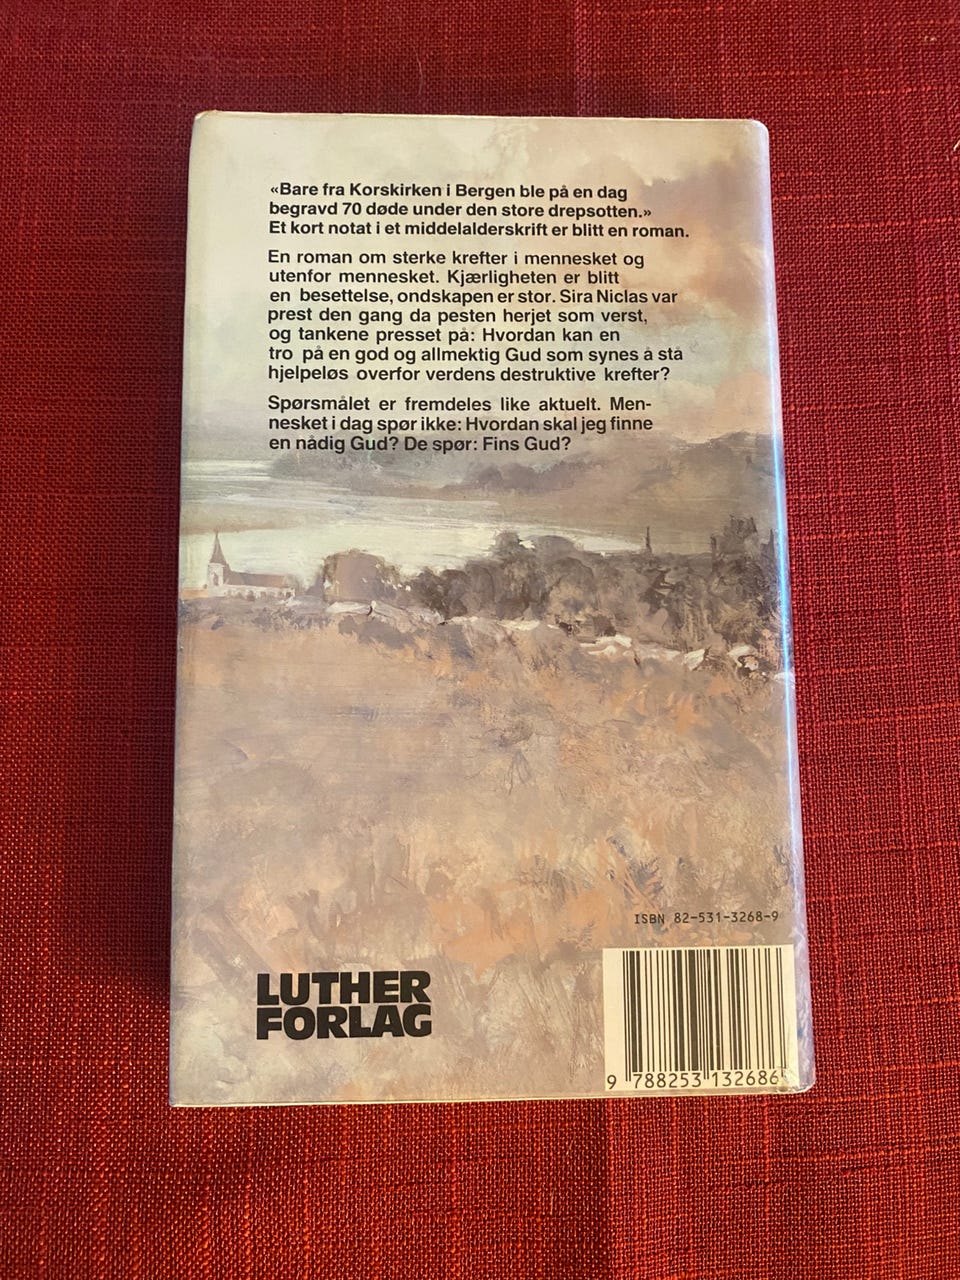 «Bare fra Korskirken i Bergen ble på en dag
begravd 70 døde under den store drepsotten.»
Et kort notat i et middelalderskrift er blitt en roman.
En roman om sterke krefter i mennesket og
utenfor mennesket. Kjærligheten er blitt
en besettelse, ondskapen er stor. Sira Niclas var
prest den gang da pesten herjet som verst,
og tankene presset på: Hvordan kan en
tro på en god og allmektig Gud som synes å stå
hjelpeløs overfor verdens destruktive krefter?
Spørsmålet er fremdeles like aktuelt. Men-
nesket i dag spør ikke: Hvordan skal jeg finne
en nådig Gud? De spør: Fins Gud?
ISBN 82-531-3268-9
LUTHER
FORLAG
9 788253 132686